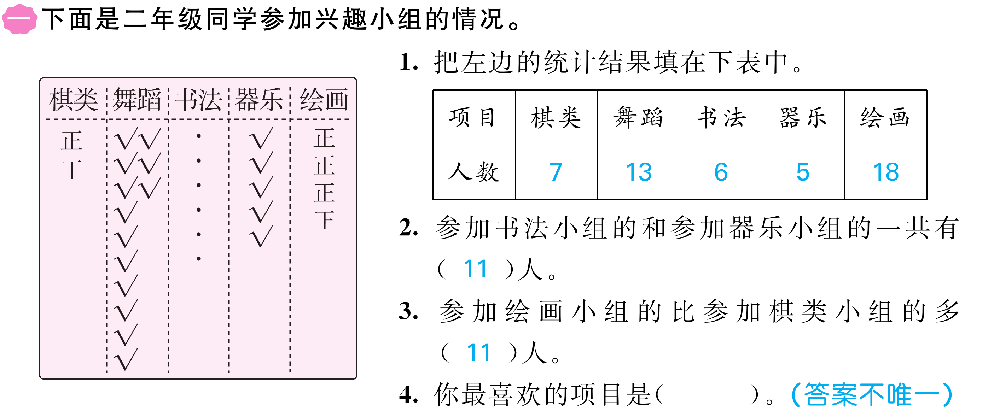 一 下面是二年级同学参加兴趣小组的情况。
棋类 舞蹈 书法 器乐 绘画
正 √√ · √ 正
丅 √√ · √ 正
√√ · √ 正
√ · √ 下
√ · √
√ ·
√
√
√
√
1. 把左边的统计结果填在下表中。
项目 棋类 舞蹈 书法 器乐 绘画
人数 7 13 6 5 18
2. 参加书法小组的和参加器乐小组的一共有
( 11 )人。
3. 参加绘画小组的比参加棋类小组的多
( 11 )人。
4. 你最喜欢的项目是( )。(答案不唯一)